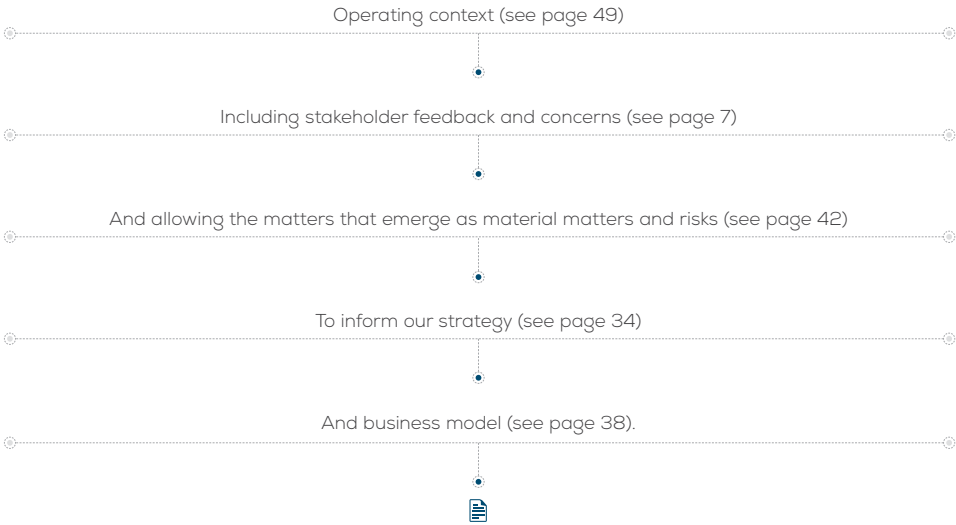 Operating context (see page 49)
Including stakeholder feedback and concerns (see page 7)
And allowing the matters that emerge as material matters and risks (see page 42)
To inform our strategy (see page 34)
And business model (see page 38).